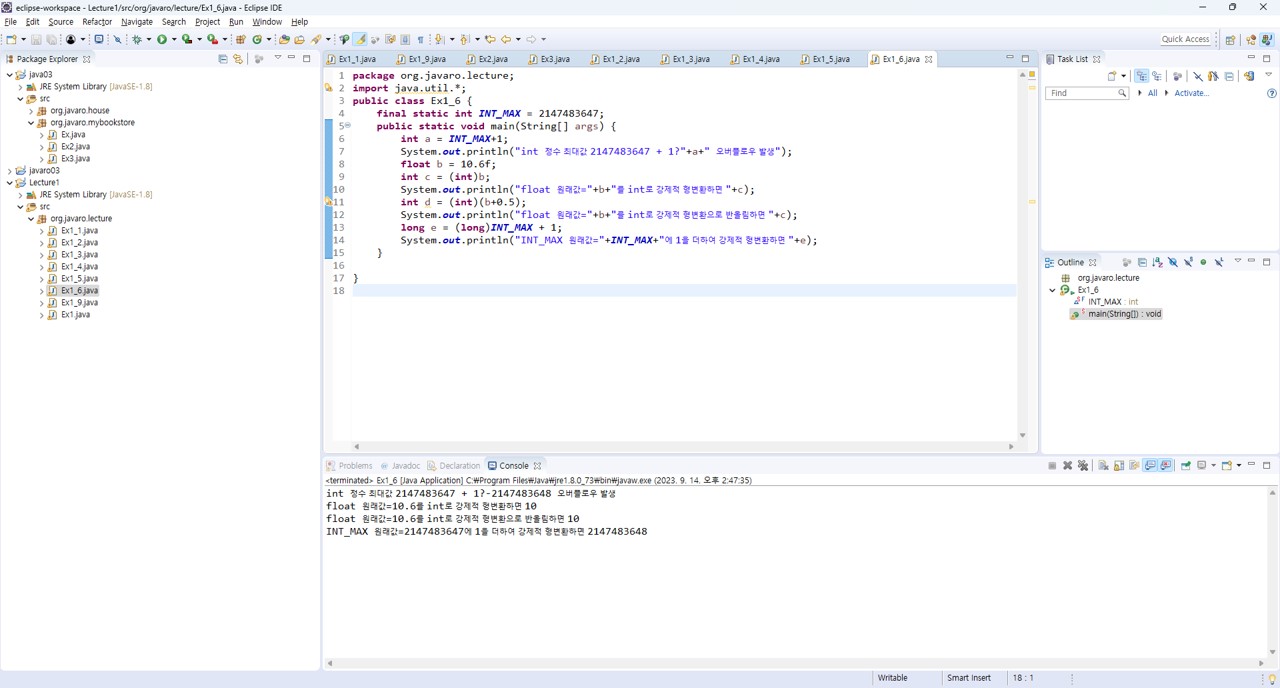 eclipse-workspace - Lecture1/src/org/javaro/lecture/Ex1_6.java - Eclipse IDE
File Edit Source Refactor Navigate Search Project Run Window Help
Quick Access
Package Explorer
java03
JRE System Library [JavaSE-1.8]
src
org.javaro.house
org.javaro.mybookstore
Ex.java
Ex2.java
Ex3.java
javaro03
Lecture1
JRE System Library [JavaSE-1.8]
src
org.javaro.lecture
Ex1_1.java
Ex1_2.java
Ex1_3.java
Ex1_4.java
Ex1_5.java
Ex1_6.java
Ex1_9.java
Ex1.java
Ex1_1.java Ex1_9.java Ex2.java Ex3.java Ex1_2.java Ex1_3.java Ex1_4.java Ex1_5.java Ex1_6.java
1 package org.javaro.lecture;
2 import java.util.*;
3 public class Ex1_6 {
4 final static int INT_MAX = 2147483647;
5 public static void main(String[] args) {
6 int a = INT_MAX+1;
7 System.out.println("int 정수 최대값 2147483647 + 1?"+a+" 오버플로우 발생");
8 float b = 10.6f;
9 int c = (int)b;
10 System.out.println("float 원래값="+b+"를 int로 강제적 형변환하면 "+c);
11 int d = (int)(b+0.5);
12 System.out.println("float 원래값="+b+"를 int로 강제적 형변환으로 반올림하면 "+c);
13 long e = (long)INT_MAX + 1;
14 System.out.println("INT_MAX 원래값="+INT_MAX+"에 1을 더하여 강제적 형변환하면 "+e);
15 }
16
17 }
18
Task List
Find All Activate...
Outline
org.javaro.lecture
Ex1_6
INT_MAX : int
main(String[]) : void
Problems Javadoc Declaration Console
<terminated> Ex1_6 [Java Application] C:₩Program Files₩Java₩jre1.8.0_73₩bin₩javaw.exe (2023. 9. 14. 오후 2:47:35)
int 정수 최대값 2147483647 + 1?-2147483648 오버플로우 발생
float 원래값=10.6를 int로 강제적 형변환하면 10
float 원래값=10.6를 int로 강제적 형변환으로 반올림하면 10
INT_MAX 원래값=2147483647에 1을 더하여 강제적 형변환하면 2147483648
Writable Smart Insert 18 : 1